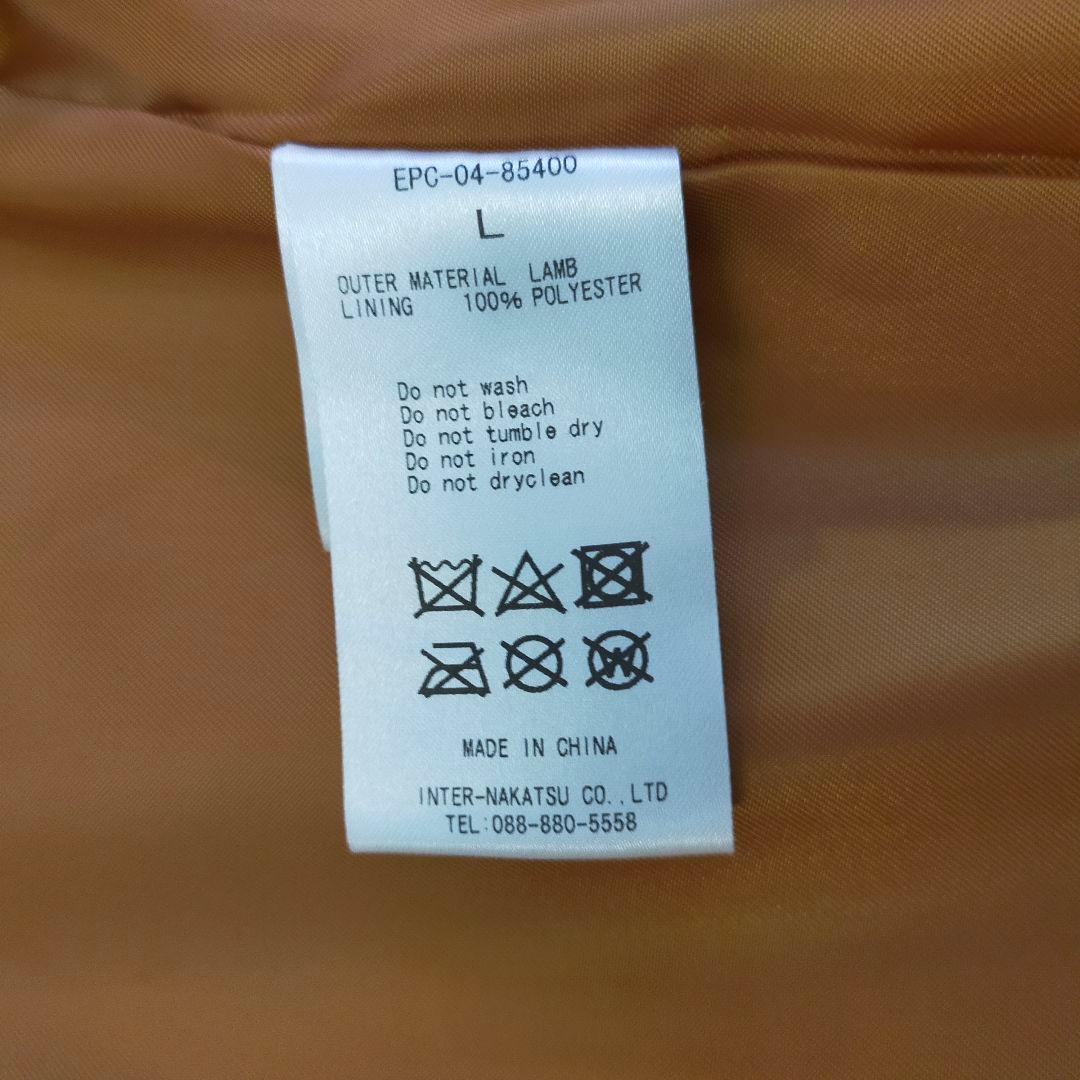 EPC-04-85400
L
OUTER MATERIAL LAMB
LINING 100% POLYESTER
Do not wash
Do not bleach
Do not tumble dry
Do not iron
Do not dryclean
W
MADE IN CHINA
INTER-NAKATSU CO.,LTD
TEL:088-880-5558